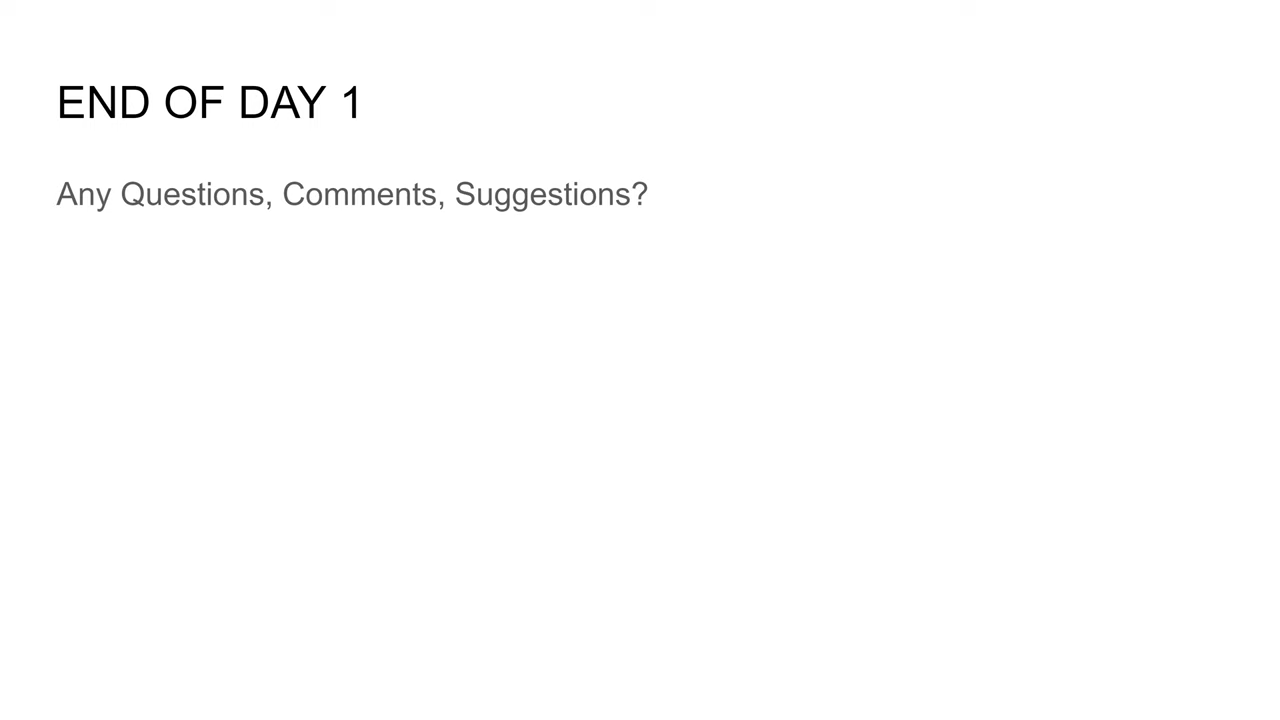 END OF DAY 1
Any Questions, Comments, Suggestions?